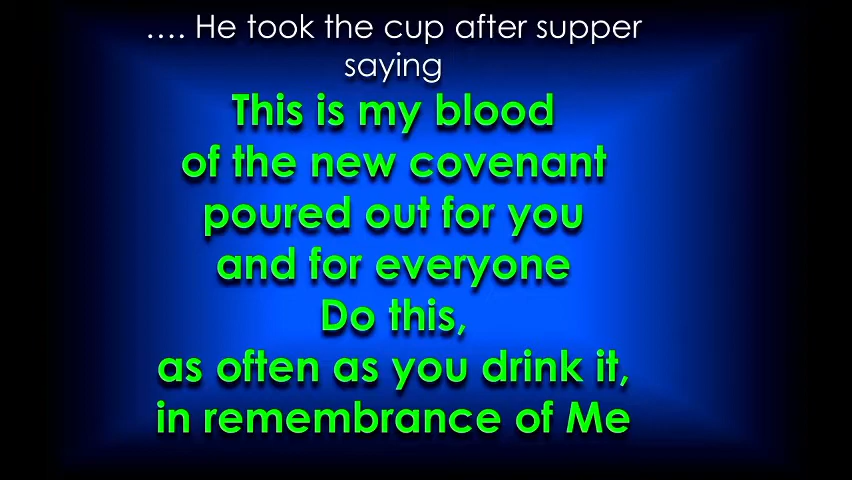 .... He took the cup after supper
saying
This is my blood
of the new covenant
poured out for you
and for everyone
Do this,
as often as you drink it,
in remembrance of Me